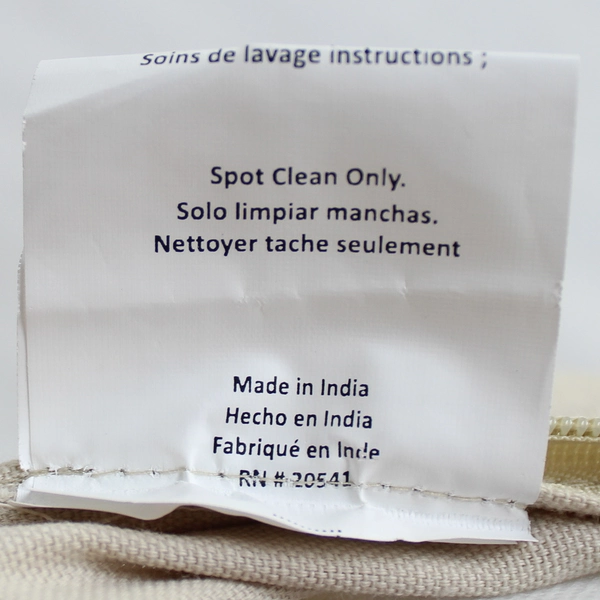 Soins de lavage instructions ;
Spot Clean Only.
Solo limpiar manchas.
Nettoyer tache seulement
Made in India
Hecho en India
Fabriqué en Inde
RN # 20541